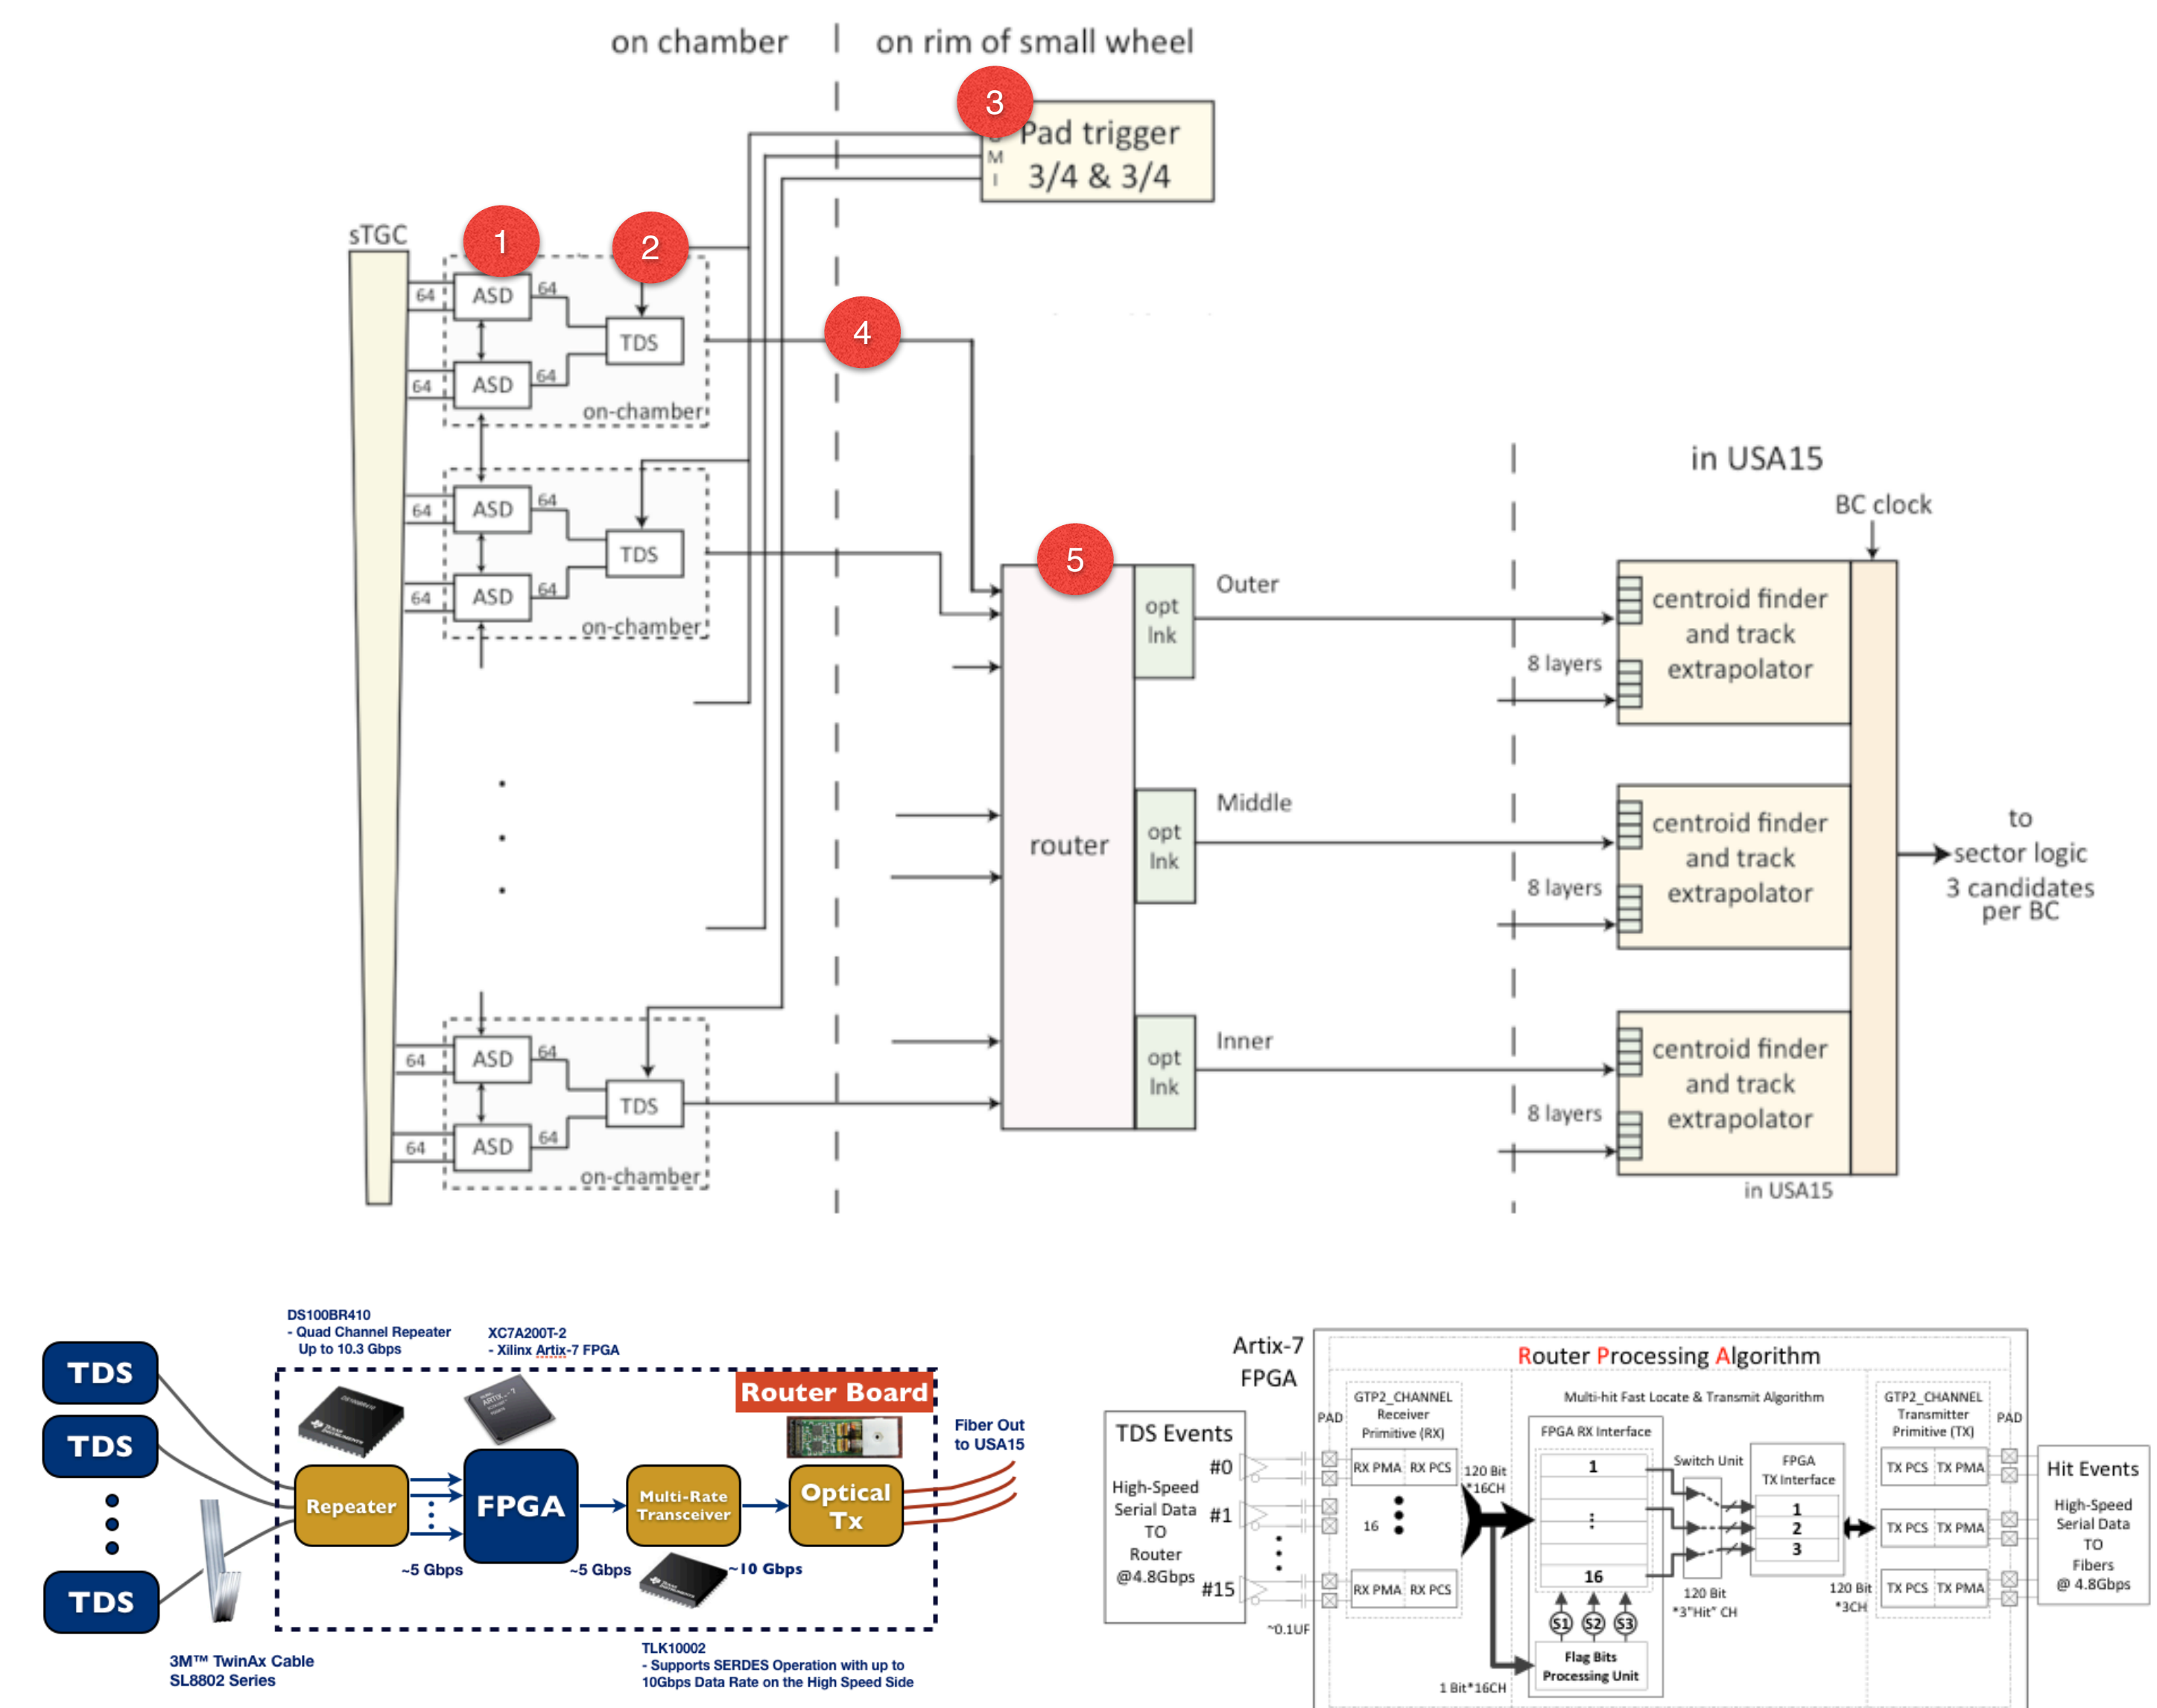 on chamber
on rim of small wheel
3
Pad trigger
M
3/4 & 3/4
I
sTGC
1
2
64
ASD
64
TDS
64
ASD
64
on-chamber
4
64
ASD
64
TDS
64
ASD
64
on-chamber
64
ASD
64
TDS
64
ASD
64
on-chamber
5
router
opt
lnk
Outer
opt
lnk
Middle
opt
lnk
Inner
in USA15
BC clock
centroid finder
and track
extrapolator
8 layers
centroid finder
and track
extrapolator
8 layers
centroid finder
and track
extrapolator
8 layers
in USA15
to
sector logic
3 candidates
per BC
DS100BR410
- Quad Channel Repeater
Up to 10.3 Gbps
XC7A200T-2
- Xilinx Artix-7 FPGA
TDS
TDS
TDS
Router Board
Repeater
FPGA
Multi-Rate
Transceiver
Optical
Tx
Fiber Out
to USA15
~5 Gbps
~5 Gbps
~10 Gbps
3M™ TwinAx Cable
SL8802 Series
TLK10002
- Supports SERDES Operation with up to
10Gbps Data Rate on the High Speed Side
Artix-7
FPGA
Router Processing Algorithm
TDS Events
High-Speed
Serial Data
TO
Router
@4.8Gbps
#0
#1
#15
~0.1UF
PAD
GTP2_CHANNEL
Receiver
Primitive (RX)
RX PMA RX PCS
16
RX PMA RX PCS
120 Bit
*16CH
1 Bit*16CH
Multi-hit Fast Locate & Transmit Algorithm
FPGA RX Interface
1
16
S1 S2 S3
Flag Bits
Processing Unit
Switch Unit
120 Bit
*3"Hit" CH
FPGA
TX Interface
1
2
3
120 Bit
*3CH
GTP2_CHANNEL
Transmitter
Primitive (TX)
TX PCS TX PMA
TX PCS TX PMA
TX PCS TX PMA
PAD
Hit Events
High-Speed
Serial Data
TO
Fibers
@ 4.8Gbps